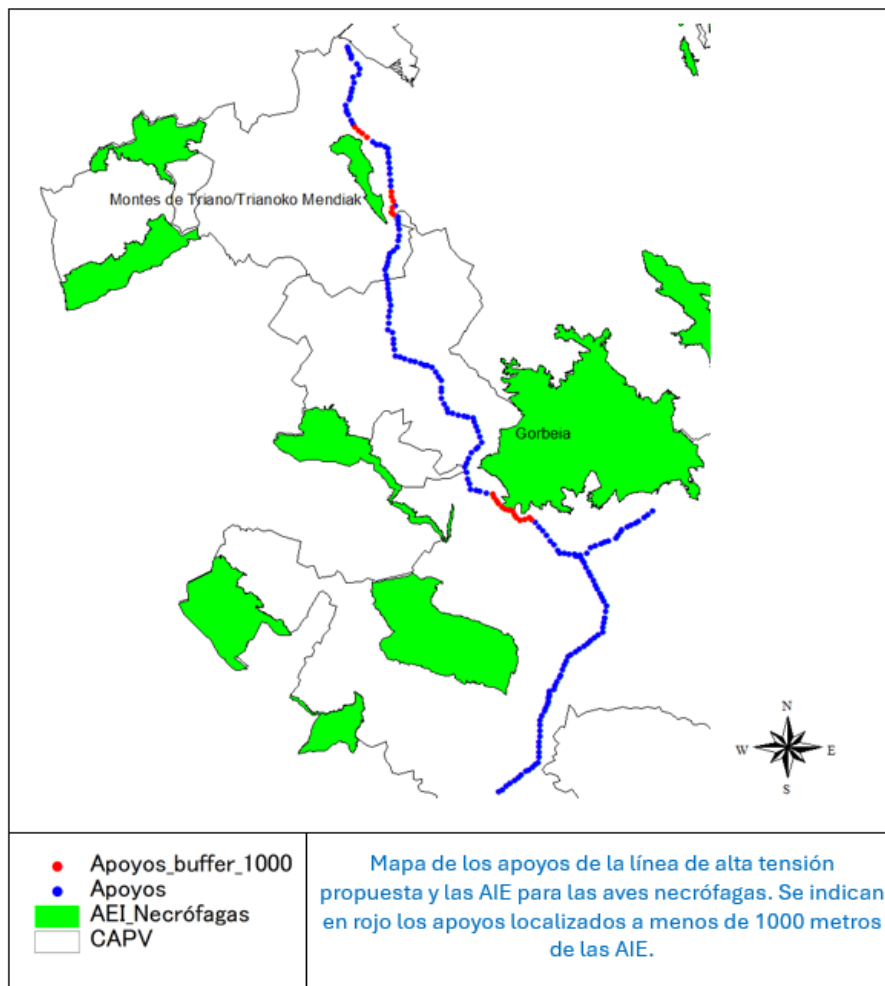 Montes de Triano/Trianoko Mendiak
Gorbeia
N
W E
S
Apoyos_buffer_1000
Apoyos
AEI_Necrófagas
CAPV
Mapa de los apoyos de la línea de alta tensión
propuesta y las AIE para las aves necrófagas. Se indican
en rojo los apoyos localizados a menos de 1000 metros
de las AIE.